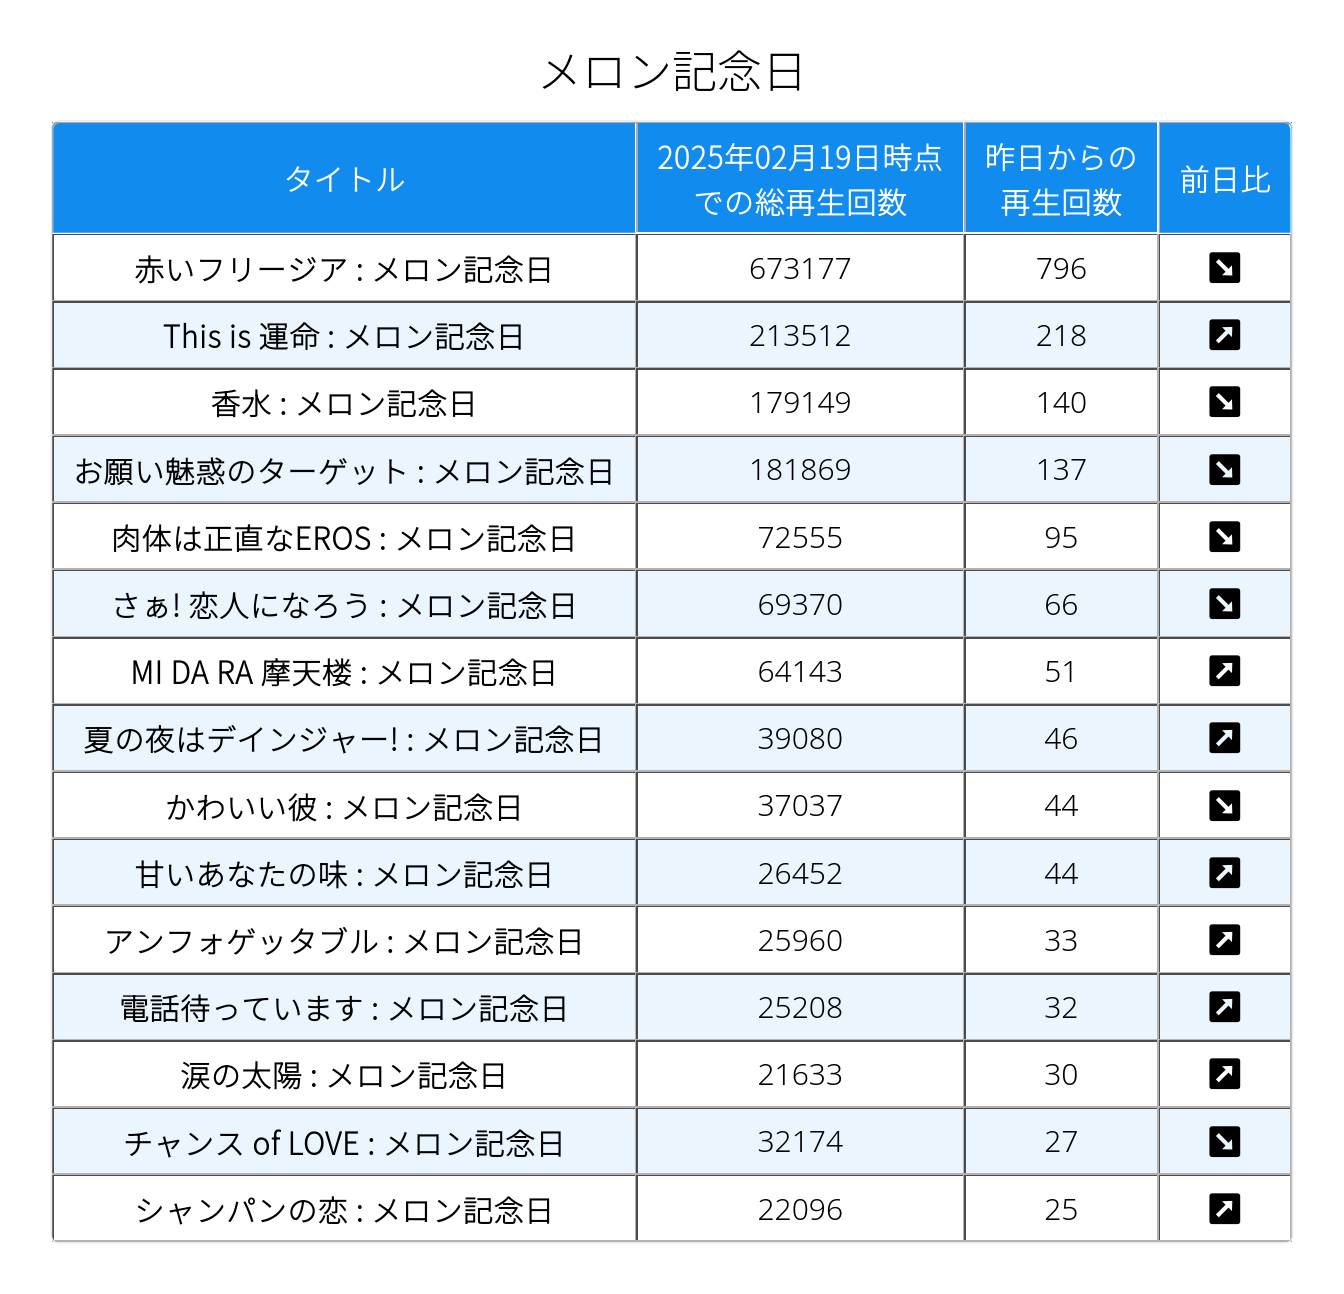 メロン記念日
タイトル
2025年02月19日時点
での総再生回数
昨日からの
再生回数
前日比
赤いフリージア : メロン記念日 673177 796
This is 運命 : メロン記念日 213512 218
香水 : メロン記念日 179149 140
お願い魅惑のターゲット : メロン記念日 181869 137
肉体は正直なEROS : メロン記念日 72555 95
さぁ! 恋人になろう : メロン記念日 69370 66
MI DA RA 摩天楼 : メロン記念日 64143 51
夏の夜はデインジャー! : メロン記念日 39080 46
かわいい彼 : メロン記念日 37037 44
甘いあなたの味 : メロン記念日 26452 44
アンフォゲッタブル : メロン記念日 25960 33
電話待っています : メロン記念日 25208 32
涙の太陽 : メロン記念日 21633 30
チャンス of LOVE : メロン記念日 32174 27
シャンパンの恋 : メロン記念日 22096 25